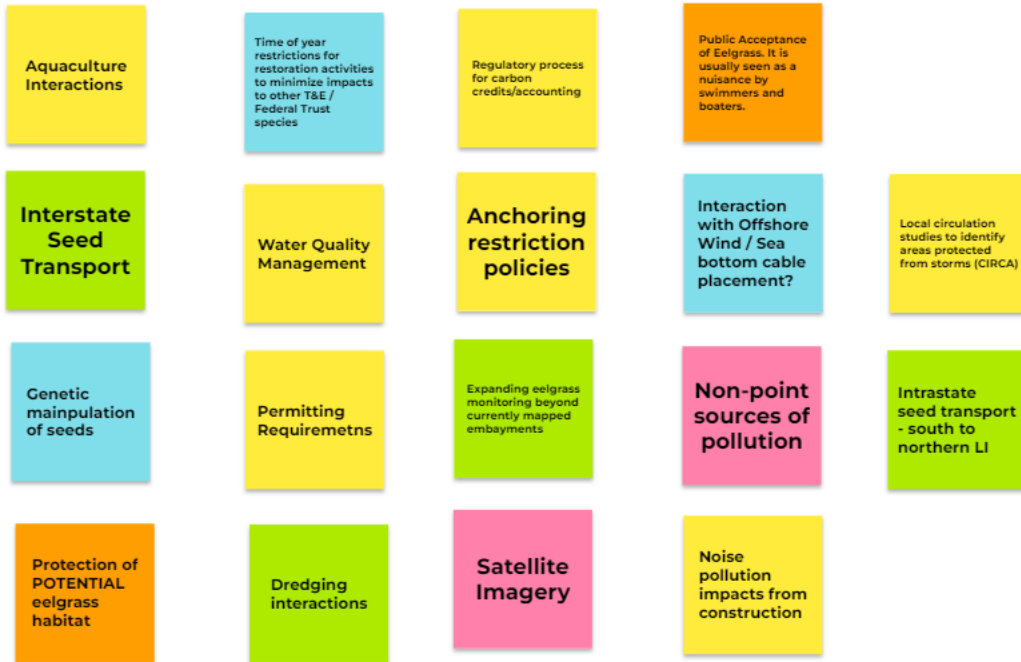 Aquaculture
Interactions
Time of year
restrictions for
restoration activities
to minimize impacts
to other T&E /
Federal Trust
species
Regulatory process
for carbon
credits/accounting
Public Acceptance
of Eelgrass. It is
usually seen as a
nuisance by
swimmers and
boaters.
Interstate
Seed
Transport
Water Quality
Management
Anchoring
restriction
policies
Interaction
with Offshore
Wind / Sea
bottom cable
placement?
Local circulation
studies to identify
areas protected
from storms (CIRCA)
Genetic
mainpulation
of seeds
Permitting
Requiremetns
Expanding eelgrass
monitoring beyond
currently mapped
embayments
Non-point
sources of
pollution
Intrastate
seed transport
- south to
northern LI
Protection of
POTENTIAL
eelgrass
habitat
Dredging
interactions
Satellite
Imagery
Noise
pollution
impacts from
construction